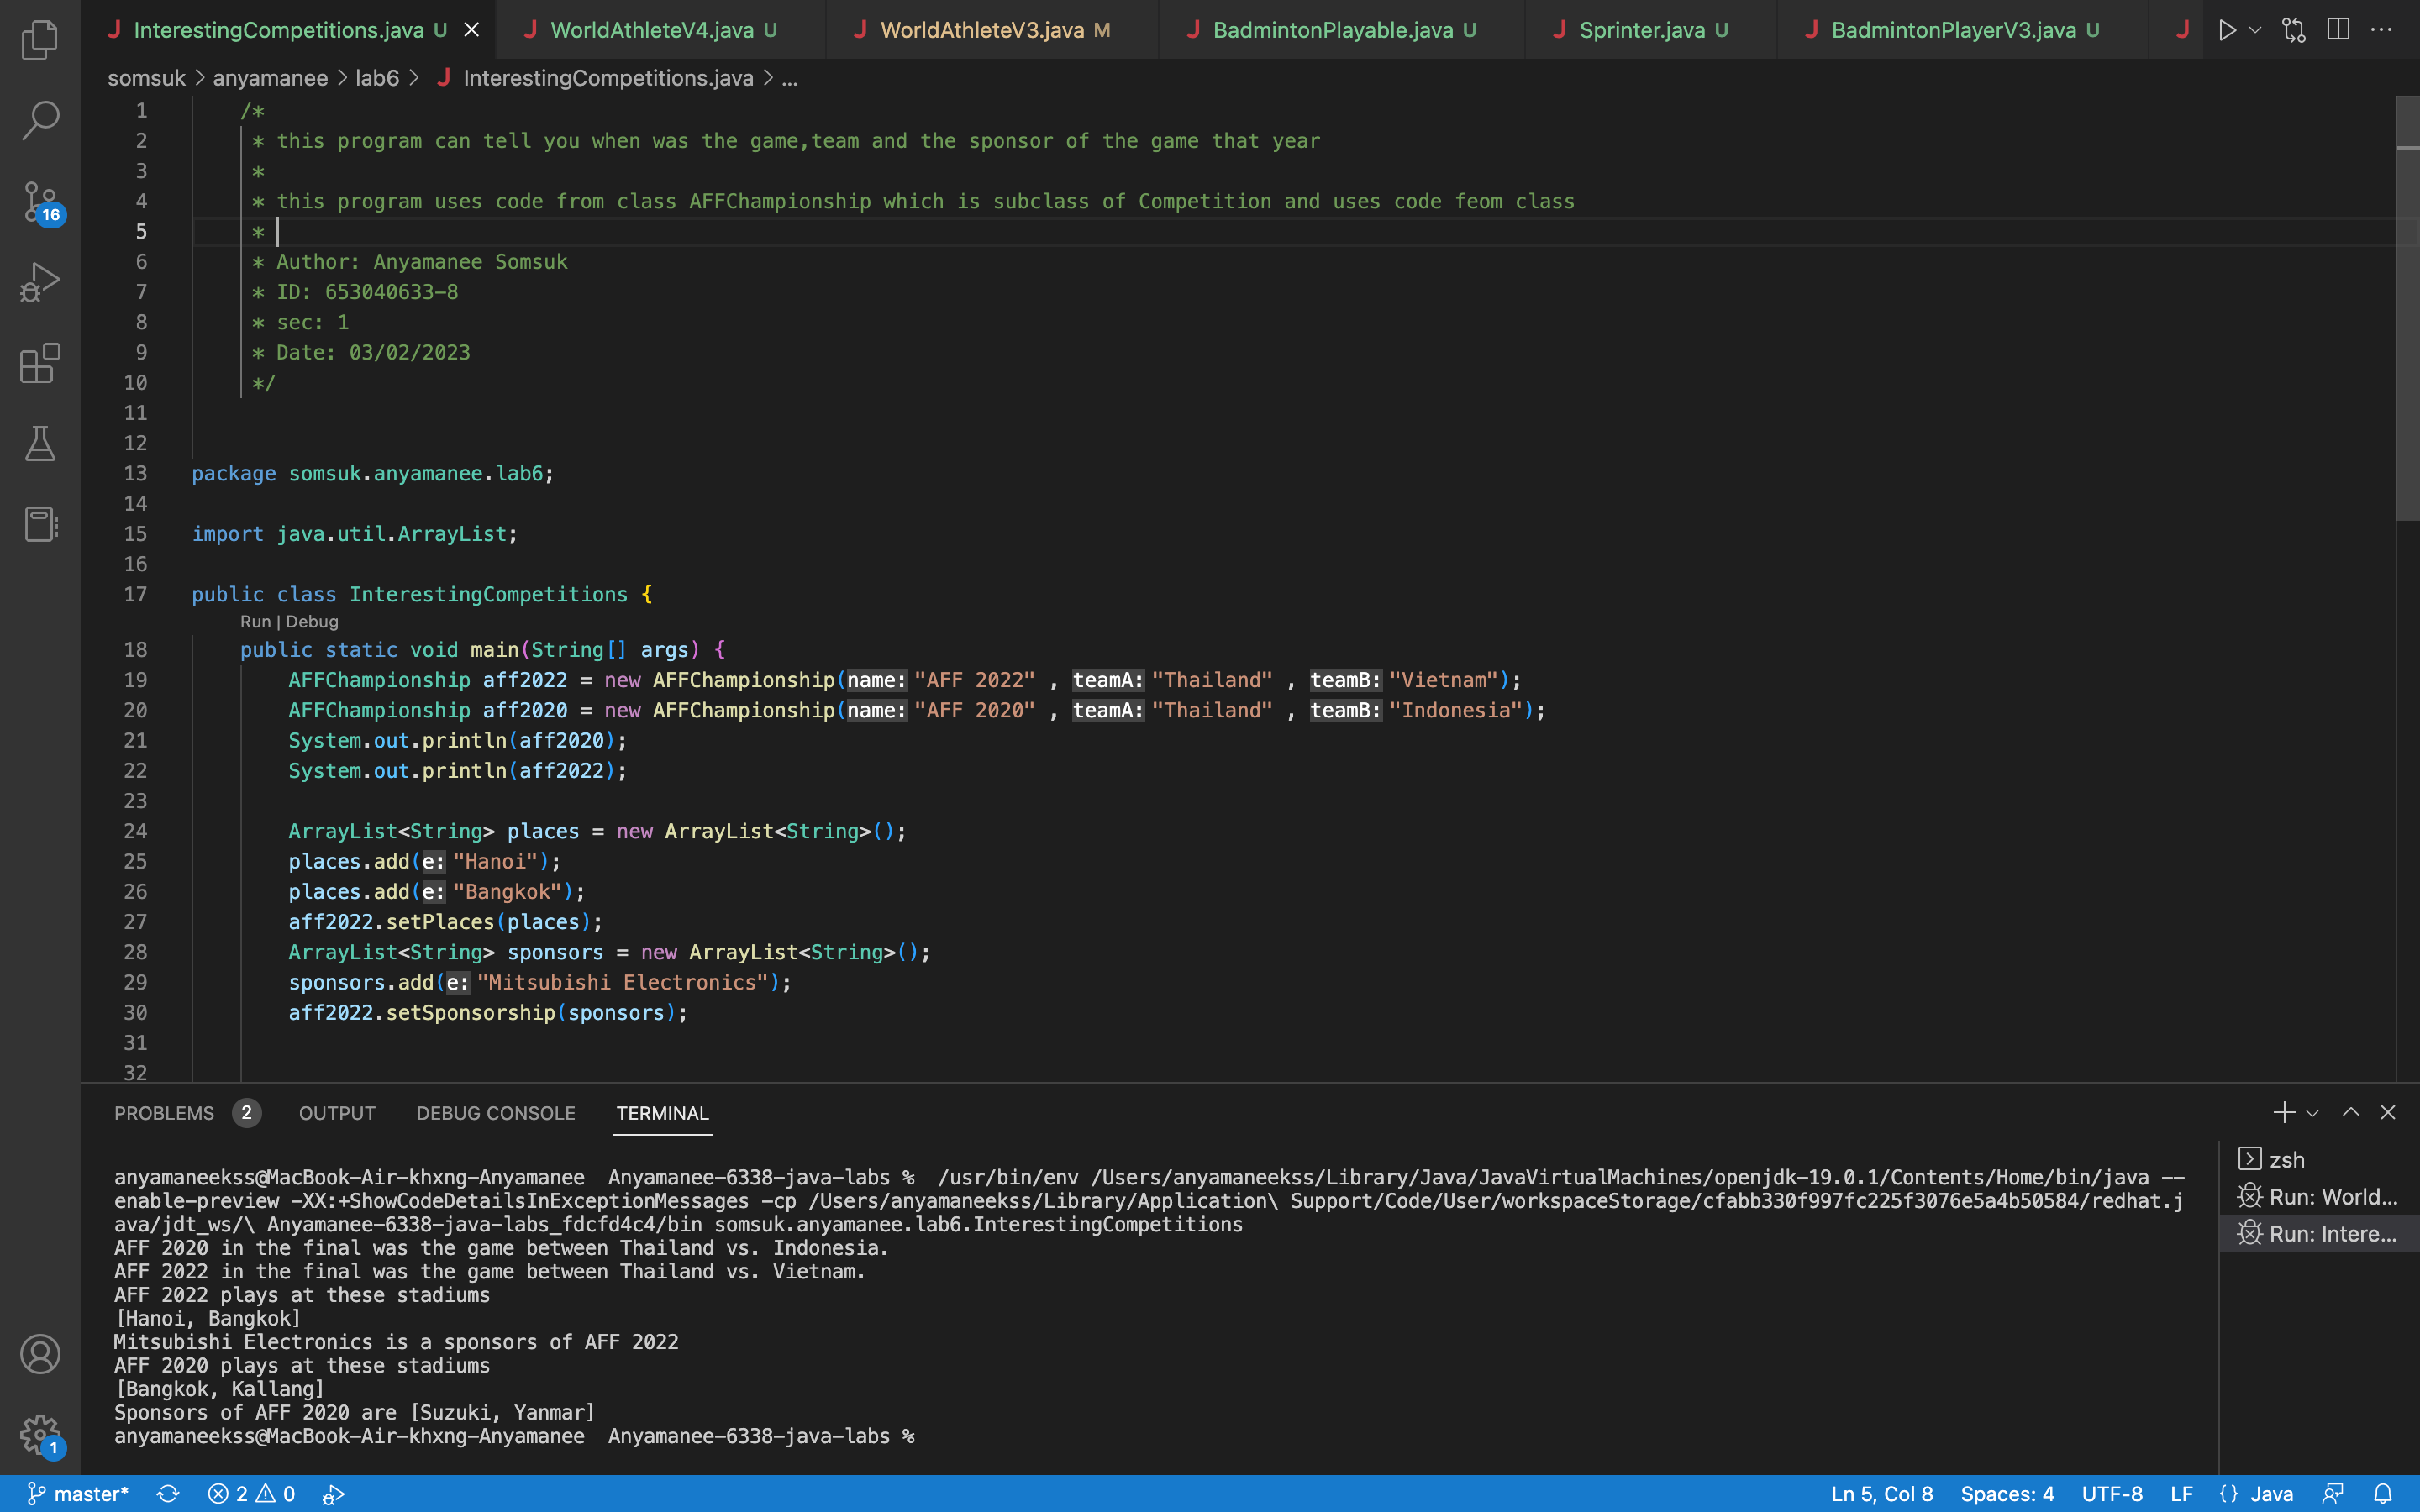 InterestingCompetitions.java U
WorldAthleteV4.java U
WorldAthleteV3.java M
BadmintonPlayable.java U
Sprinter.java U
BadmintonPlayerV3.java U
somsuk > anyamanee > lab6 > InterestingCompetitions.java > ...
1 /*
2 * this program can tell you when was the game,team and the sponsor of the game that year
3 *
4 * this program uses code from class AFFChampionship which is subclass of Competition and uses code feom class
5 *
6 * Author: Anyamanee Somsuk
7 * ID: 653040633-8
8 * sec: 1
9 * Date: 03/02/2023
10 */
11
12
13 package somsuk.anyamanee.lab6;
14
15 import java.util.ArrayList;
16
17 public class InterestingCompetitions {
Run | Debug
18 public static void main(String[] args) {
19 AFFChampionship aff2022 = new AFFChampionship(name: "AFF 2022" , teamA: "Thailand" , teamB: "Vietnam");
20 AFFChampionship aff2020 = new AFFChampionship(name: "AFF 2020" , teamA: "Thailand" , teamB: "Indonesia");
21 System.out.println(aff2020);
22 System.out.println(aff2022);
23
24 ArrayList<String> places = new ArrayList<String>();
25 places.add(e: "Hanoi");
26 places.add(e: "Bangkok");
27 aff2022.setPlaces(places);
28 ArrayList<String> sponsors = new ArrayList<String>();
29 sponsors.add(e: "Mitsubishi Electronics");
30 aff2022.setSponsorship(sponsors);
31
32
16
1
PROBLEMS 2 OUTPUT DEBUG CONSOLE TERMINAL
anyamaneekss@MacBook-Air-khxng-Anyamanee  Anyamanee-6338-java-labs %  /usr/bin/env /Users/anyamaneekss/Library/Java/JavaVirtualMachines/openjdk-19.0.1/Contents/Home/bin/java --
enable-preview -XX:+ShowCodeDetailsInExceptionMessages -cp /Users/anyamaneekss/Library/Application\ Support/Code/User/workspaceStorage/cfabb330f997fc225f3076e5a4b50584/redhat.j
ava/jdt_ws/\ Anyamanee-6338-java-labs_fdcfd4c4/bin somsuk.anyamanee.lab6.InterestingCompetitions
AFF 2020 in the final was the game between Thailand vs. Indonesia.
AFF 2022 in the final was the game between Thailand vs. Vietnam.
AFF 2022 plays at these stadiums
[Hanoi, Bangkok]
Mitsubishi Electronics is a sponsors of AFF 2022
AFF 2020 plays at these stadiums
[Bangkok, Kallang]
Sponsors of AFF 2020 are [Suzuki, Yanmar]
anyamaneekss@MacBook-Air-khxng-Anyamanee  Anyamanee-6338-java-labs %
zsh
Run: World...
Run: Intere...
master* 2 0 Ln 5, Col 8 Spaces: 4 UTF-8 LF {} Java